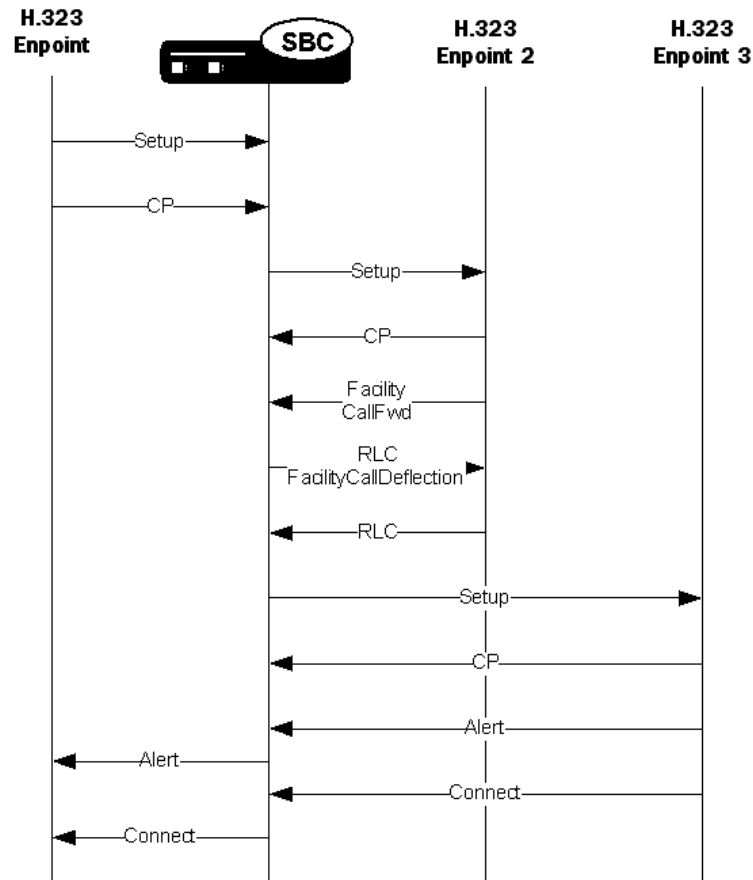 H.323
Enpoint
SBC
H.323
Enpoint 2
H.323
Enpoint 3
Setup
CP
Setup
CP
Facility
CallFwd
RLC
FacilityCallDeflection
RLC
Setup
CP
Alert
Alert
Connect
Connect